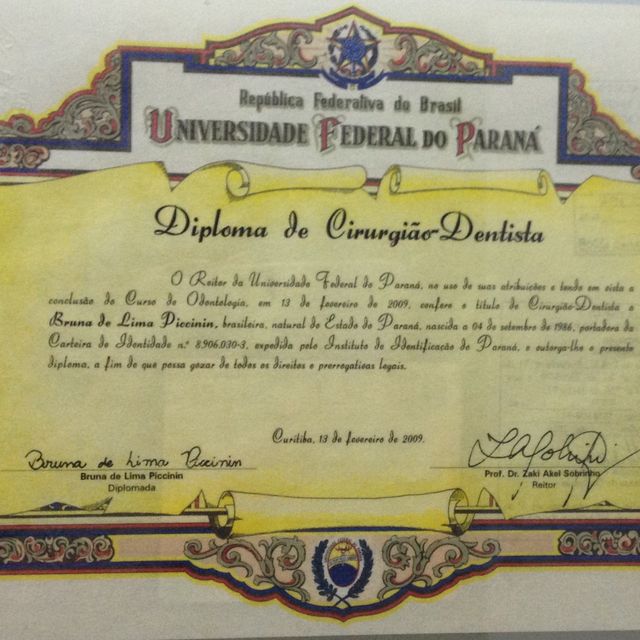 República Federativa do Brasil
UNIVERSIDADE FEDERAL DO PARANÁ
Diploma de Cirurgião-Dentista
O Reitor da Universidade Federal do Paraná, no uso de suas atribuições e tendo em vista a
conclusão do Curso de Odontologia, em 13 de fevereiro de 2009, confere o título de Cirurgião-Dentista a
Bruna de Lima Piccinin, brasileira, natural do Estado do Paraná, nascida a 04 de setembro de 1986, portadora da
Carteira de Identidade n.º 8.906.030-3, expedida pelo Instituto de Identificação do Paraná, e outorga-lhe o presente
diploma, a fim de que possa gozar de todos os direitos e prerrogativas legais.
Curitiba, 13 de fevereiro de 2009.
Bruna de Lima Piccinin
Bruna de Lima Piccinin
Diplomada
Prof. Dr. Zaki Akel Sobrinho
Reitor